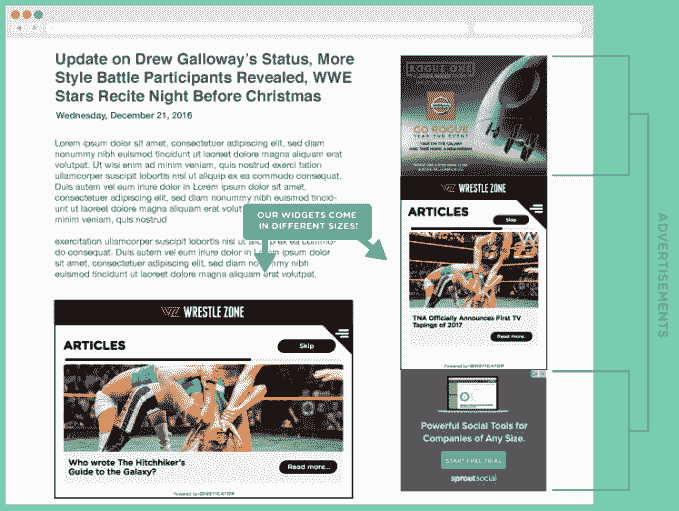 Update on Drew Galloway's Status, More
Style Battle Participants Revealed, WWE
Stars Recite Night Before Christmas
Wednesday, December 21, 2016
Lorem ipsum dolor sit amet, consectetuer adipiscing elit, sed diam
nonummy nibh euismod tincidunt ut laoreet dolore magna aliquam erat
volutpat. Ut wisi enim ad minim veniam, quis nostrud exerci tation
ullamcorper suscipit lobortis nisl ut aliquip ex ea commodo consequat.
Duis autem vel eum iriure dolor in Lorem ipsum dolor sit amet,
consectetuer adipiscing elit, sed diam nonummy nibh euismod tincid-
unt ut laoreet dolore magna aliquam erat volut
minim veniam, quis nostrud
exercitation ullamcorper suscipit lobortis nisl ut aliquip ex ea commo-
do consequat. Duis autem vel eum iriure dolor in Lorem ipsum dolor
sit amet, consectetuer adipiscing elit, sed diam nonummy nibh
euismod tincidunt ut laoreet dolore magna aliquam erat volutpat.
OUR WIDGETS COME
IN DIFFERENT SIZES!
WZ WRESTLE ZONE
ARTICLES
Skip
Who wrote The Hitchhiker's
Guide to the Galaxy?
Read more...
Powered by
ROGUE ONE
GO ROGUE
WRESTLE ZONE
ARTICLES
Skip
TNA Officially Announces First TV
Tapings of 2017
Read more...
Powered by
Powerful Social Tools for
Companies of Any Size.
START FREE TRIAL
sproutsocial
ADVERTISEMENTS